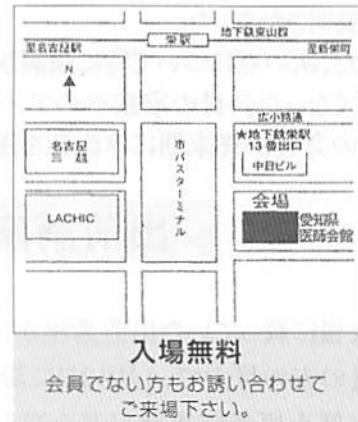 地下鉄東山線
栄駅
至名古屋駅
至新栄町
N
広小路通
★地下鉄栄駅
13番出口
名古屋
三越
中日ビル
市バスターミナル
会場
LACHIC
愛知県
医師会館
入場無料
会員でない方もお誘い合わせて
ご来場下さい。